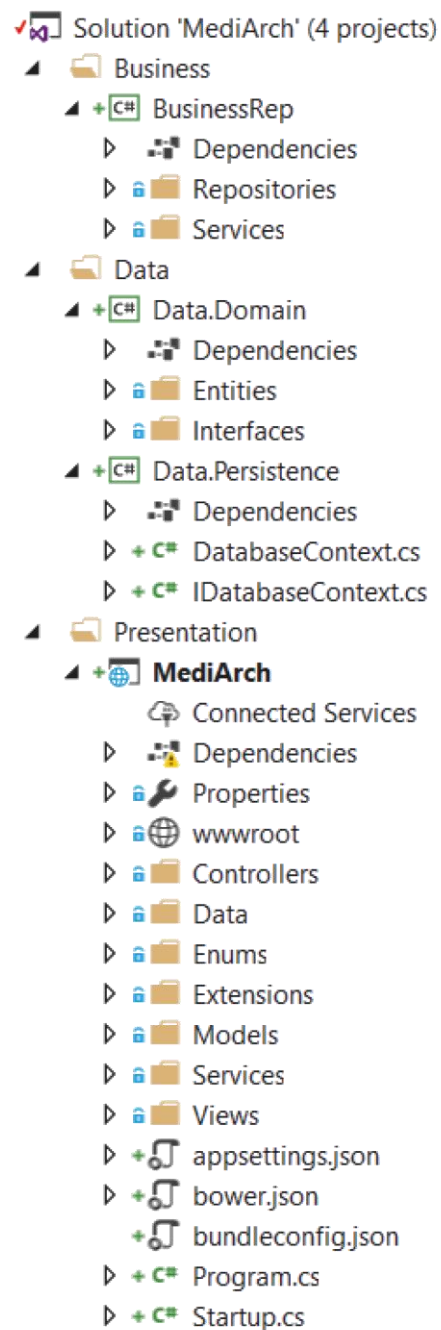 Solution 'MediArch' (4 projects)
Business
C# BusinessRep
Dependencies
Repositories
Services
Data
C# Data.Domain
Dependencies
Entities
Interfaces
C# Data.Persistence
Dependencies
C# DatabaseContext.cs
C# IDatabaseContext.cs
Presentation
MediArch
Connected Services
Dependencies
Properties
wwwroot
Controllers
Data
Enums
Extensions
Models
Services
Views
appsettings.json
bower.json
bundleconfig.json
C# Program.cs
C# Startup.cs